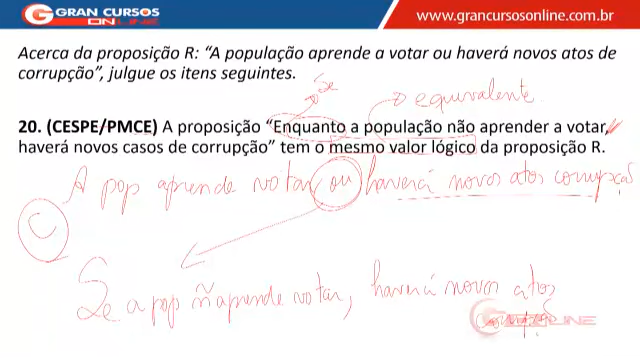 GRAN CURSOS
ONLINE
www.grancursosonline.com.br
Acerca da proposição R: “A população aprende a votar ou haverá novos atos de
corrupção”, julgue os itens seguintes.
Se
equivalente
20. (CESPE/PMCE) A proposição “Enquanto a população não aprender a votar,
haverá novos casos de corrupção” tem o mesmo valor lógico da proposição R.
A pop aprende votar, ou haverá novos atos corrupção
C
Se a pop ñ aprende votar, haverá novos atos